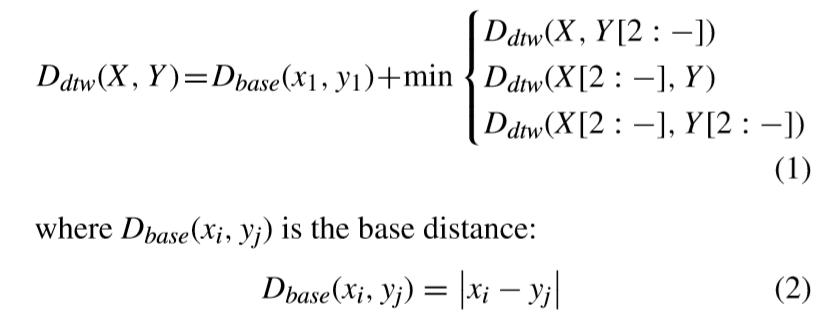 D_{dtw}(X, Y)=D_{base}(x_1, y_1)+min { D_{dtw}(X, Y[2 : −])
D_{dtw}(X[2 : −], Y)
D_{dtw}(X[2 : −], Y[2 : −])
(1)
where D_{base}(x_i, y_j) is the base distance:
D_{base}(x_i, y_j) = |x_i − y_j| (2)